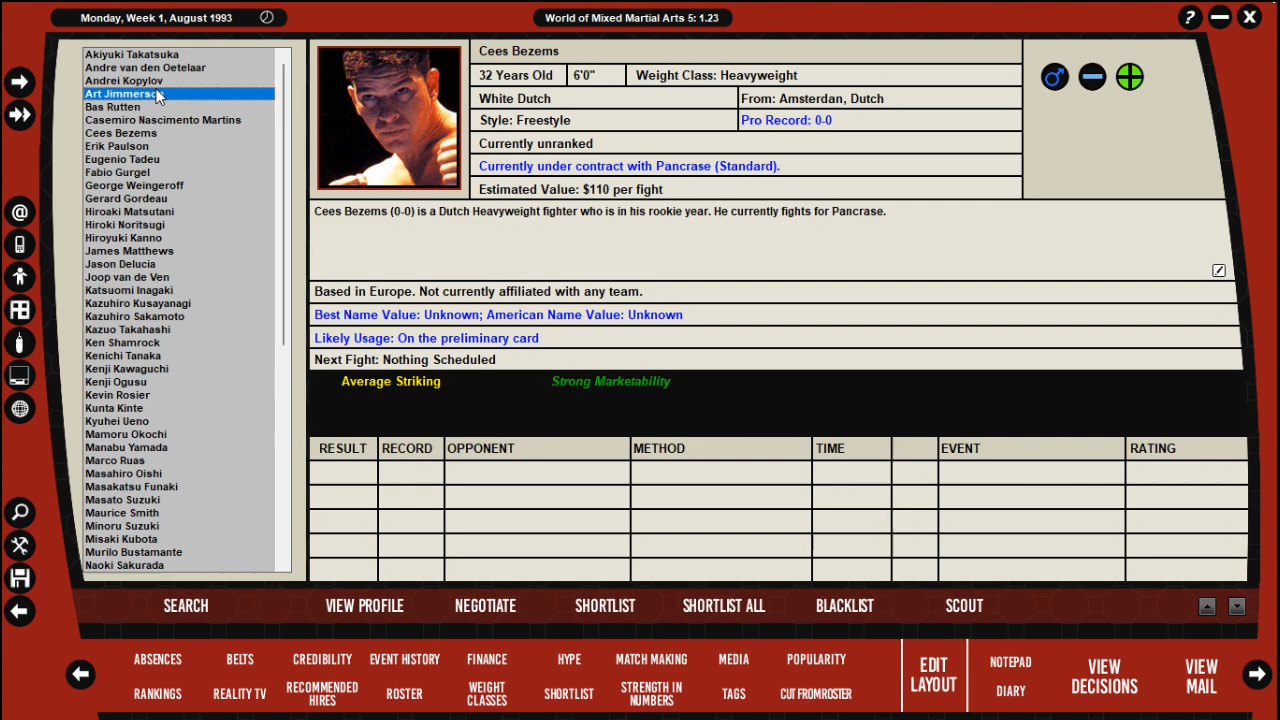 Monday, Week 1, August 1993
World of Mixed Martial Arts 5: 1.23
?
Akiyuki Takatsuka
Andre van den Oetelaar
Andrei Kopylov
Art Jimmerson
Bas Rutten
Casemiro Nascimento Martins
Cees Bezems
Erik Paulson
Eugenio Tadeu
Fabio Gurgel
George Weingeroff
Gerard Gordeau
Hiroaki Matsutani
Hiroki Noritsugi
Hiroyuki Kanno
James Matthews
Jason Delucia
Joop van de Ven
Katsuomi Inagaki
Kazuhiro Kusayanagi
Kazuhiro Sakamoto
Kazuo Takahashi
Ken Shamrock
Kenichi Tanaka
Kenji Kawaguchi
Kenji Ogusu
Kevin Rosier
Kunta Kinte
Kyuhei Ueno
Mamoru Okochi
Manabu Yamada
Marco Ruas
Masahiro Oishi
Masakatsu Funaki
Masato Suzuki
Maurice Smith
Minoru Suzuki
Misaki Kubota
Murilo Bustamante
Naoki Sakurada
Cees Bezems
32 Years Old 6'0" Weight Class: Heavyweight
White Dutch From: Amsterdan, Dutch
Style: Freestyle Pro Record: 0-0
Currently unranked
Currently under contract with Pancrase (Standard).
Estimated Value: $110 per fight
Cees Bezems (0-0) is a Dutch Heavyweight fighter who is in his rookie year. He currently fights for Pancrase.
Based in Europe. Not currently affiliated with any team.
Best Name Value: Unknown; American Name Value: Unknown
Likely Usage: On the preliminary card
Next Fight: Nothing Scheduled
Average Striking Strong Marketability
RESULT RECORD OPPONENT METHOD TIME EVENT RATING
SEARCH VIEW PROFILE NEGOTIATE SHORTLIST SHORTLIST ALL BLACKLIST SCOUT
ABSENCES BELTS CREDIBILITY EVENT HISTORY FINANCE HYPE MATCH MAKING MEDIA POPULARITY
RANKINGS REALITY TV RECOMMENDED HIRES ROSTER WEIGHT CLASSES SHORTLIST STRENGTH IN NUMBERS TAGS CUT FROM ROSTER
EDIT LAYOUT
NOTEPAD
DIARY
VIEW DECISIONS
VIEW MAIL